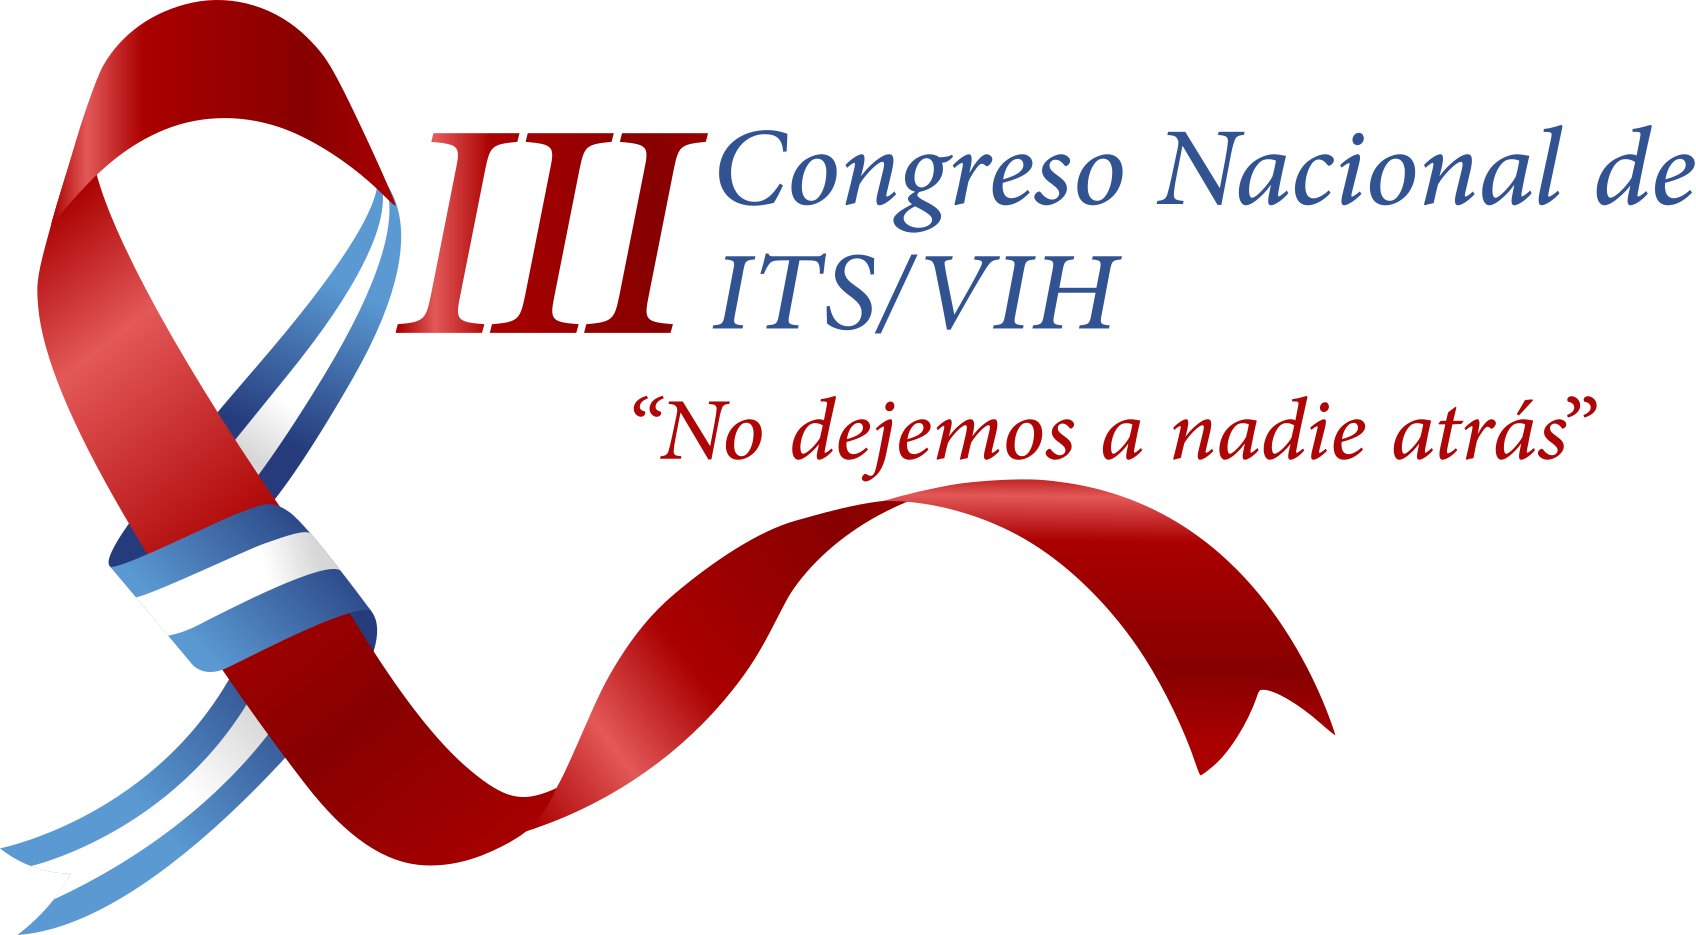 III Congreso Nacional de
ITS/VIH
“No dejemos a nadie atrás”